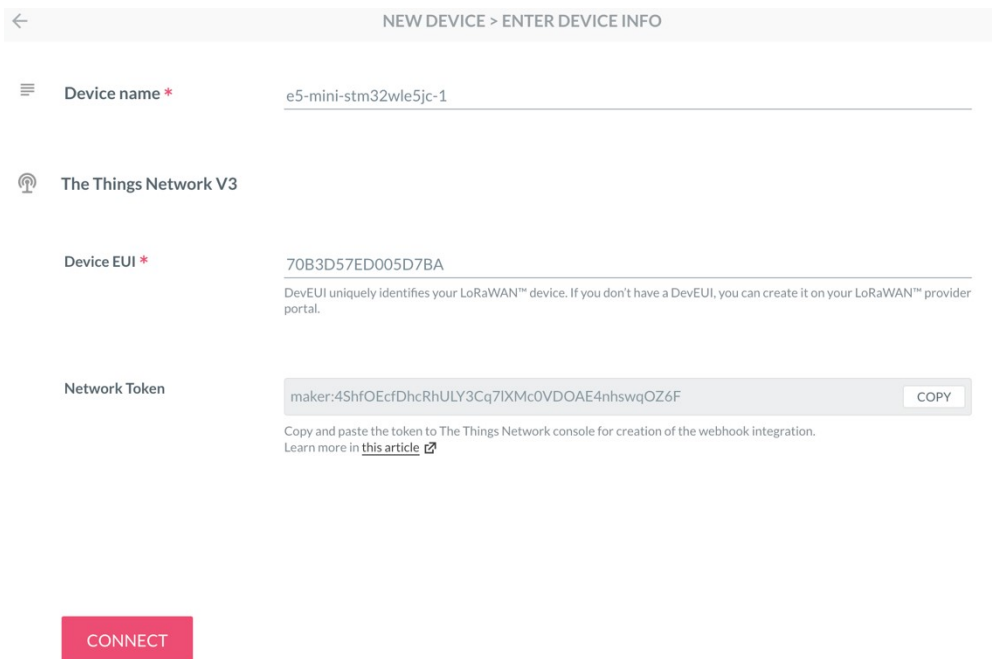 NEW DEVICE > ENTER DEVICE INFO
Device name *
e5-mini-stm32wle5jc-1
The Things Network V3
Device EUI *
70B3D57ED005D7BA
DevEUI uniquely identifies your LoRaWAN™ device. If you don't have a DevEUI, you can create it on your LoRaWAN™ provider
portal.
Network Token
maker:4ShfOEcfDhcRhULY3Cq7lXMc0VDOAE4nhswqOZ6F
COPY
Copy and paste the token to The Things Network console for creation of the webhook integration.
Learn more in this article
CONNECT